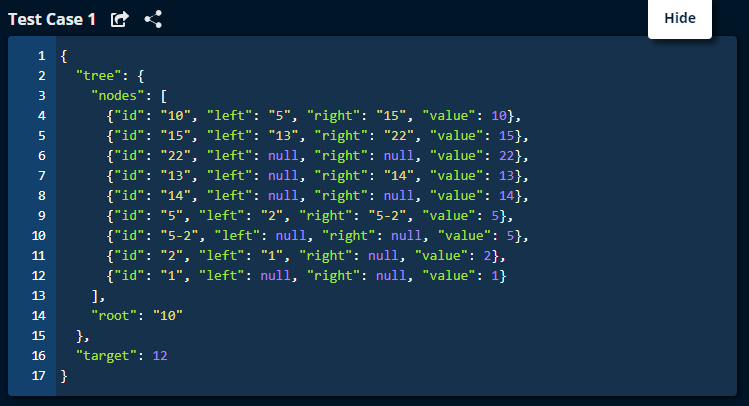 Test Case 1
Hide
1 {
2 "tree": {
3 "nodes": [
4 {"id": "10", "left": "5", "right": "15", "value": 10},
5 {"id": "15", "left": "13", "right": "22", "value": 15},
6 {"id": "22", "left": null, "right": null, "value": 22},
7 {"id": "13", "left": null, "right": "14", "value": 13},
8 {"id": "14", "left": null, "right": null, "value": 14},
9 {"id": "5", "left": "2", "right": "5-2", "value": 5},
10 {"id": "5-2", "left": null, "right": null, "value": 5},
11 {"id": "2", "left": "1", "right": null, "value": 2},
12 {"id": "1", "left": null, "right": null, "value": 1}
13 ],
14 "root": "10"
15 },
16 "target": 12
17 }